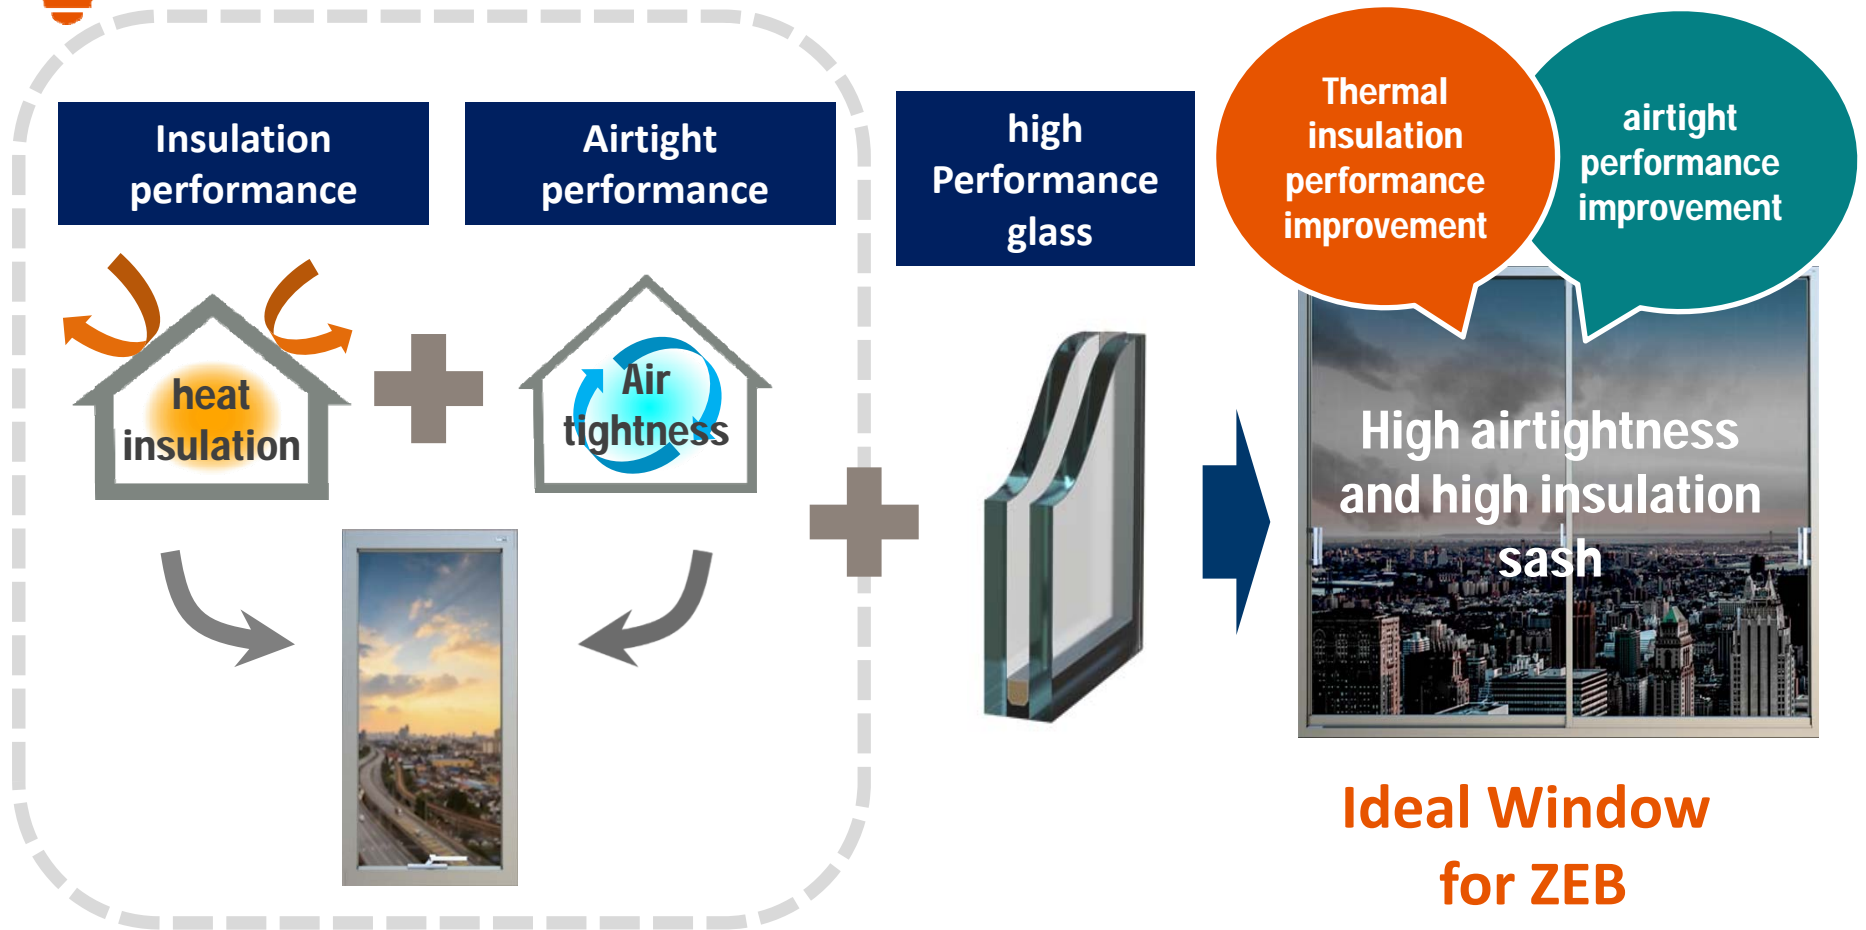 Insulation
performance
Airtight
performance
high
Performance
glass
Thermal
insulation
performance
improvement
airtight
performance
improvement
heat
insulation
Air
tightness
High airtightness
and high insulation
sash
Ideal Window
for ZEB